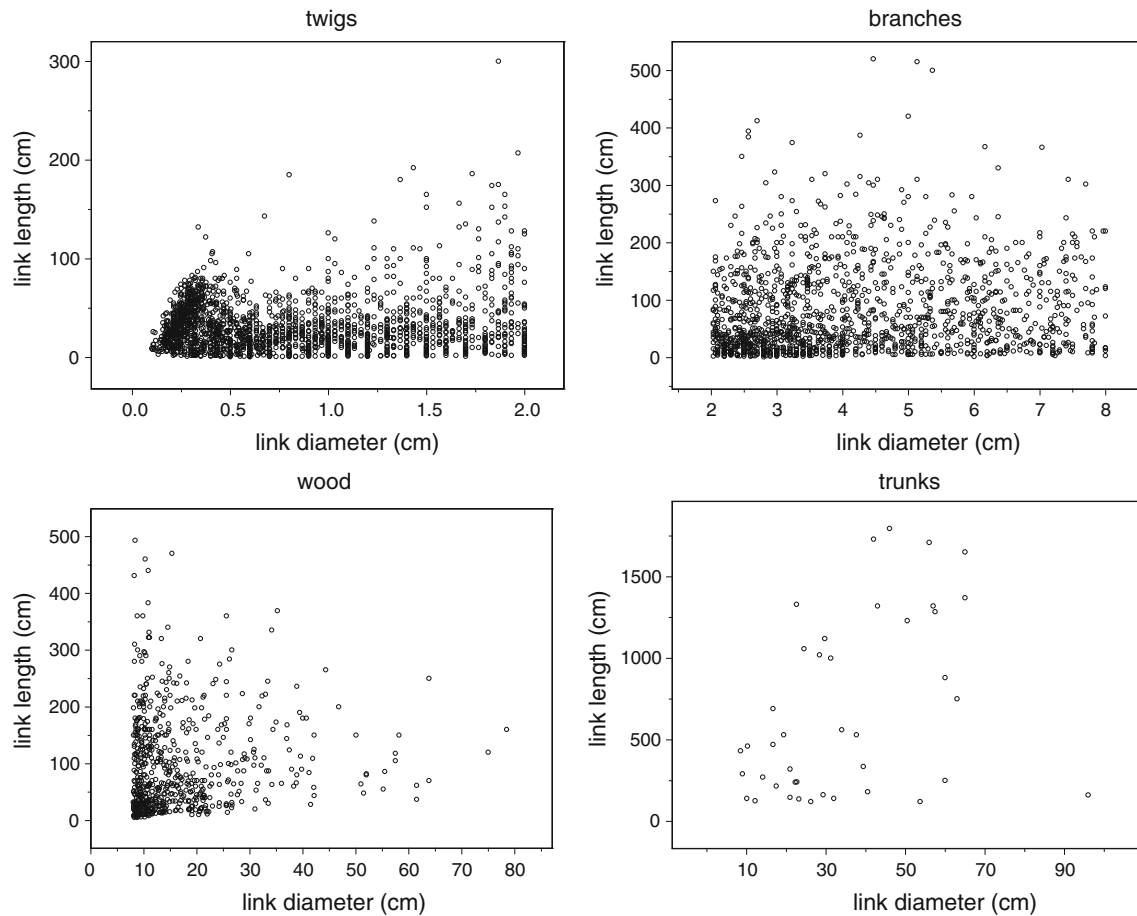 twigs
link length (cm)
300
200
100
0
0.0 0.5 1.0 1.5 2.0
link diameter (cm)
branches
link length (cm)
500
400
300
200
100
0
2 3 4 5 6 7 8
link diameter (cm)
wood
link length (cm)
500
400
300
200
100
0
0 10 20 30 40 50 60 70 80
link diameter (cm)
trunks
link length (cm)
1500
1000
500
0
10 30 50 70 90
link diameter (cm)